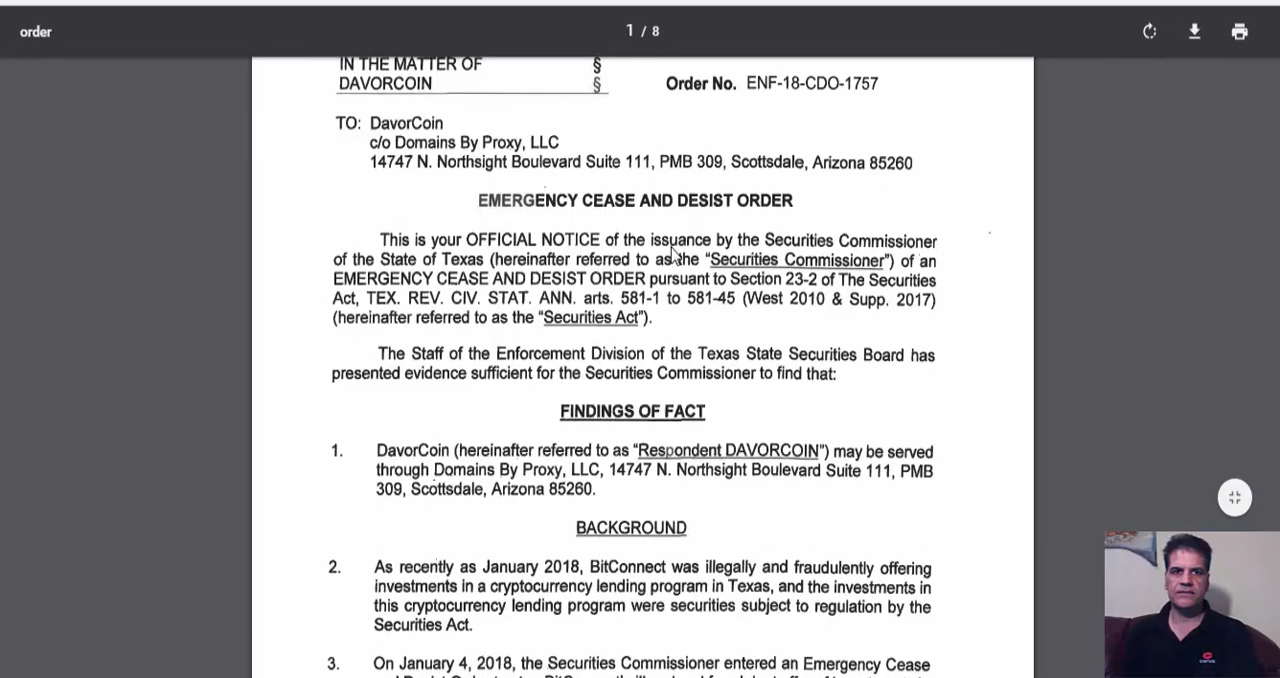 order
1 / 8
IN THE MATTER OF §
DAVORCOIN § Order No. ENF-18-CDO-1757
TO: DavorCoin
c/o Domains By Proxy, LLC
14747 N. Northsight Boulevard Suite 111, PMB 309, Scottsdale, Arizona 85260
EMERGENCY CEASE AND DESIST ORDER
This is your OFFICIAL NOTICE of the issuance by the Securities Commissioner
of the State of Texas (hereinafter referred to as the “Securities Commissioner”) of an
EMERGENCY CEASE AND DESIST ORDER pursuant to Section 23-2 of The Securities
Act, TEX. REV. CIV. STAT. ANN. arts. 581-1 to 581-45 (West 2010 & Supp. 2017)
(hereinafter referred to as the “Securities Act”).
The Staff of the Enforcement Division of the Texas State Securities Board has
presented evidence sufficient for the Securities Commissioner to find that:
FINDINGS OF FACT
1. DavorCoin (hereinafter referred to as “Respondent DAVORCOIN”) may be served
through Domains By Proxy, LLC, 14747 N. Northsight Boulevard Suite 111, PMB
309, Scottsdale, Arizona 85260.
BACKGROUND
2. As recently as January 2018, BitConnect was illegally and fraudulently offering
investments in a cryptocurrency lending program in Texas, and the investments in
this cryptocurrency lending program were securities subject to regulation by the
Securities Act.
3. On January 4, 2018, the Securities Commissioner entered an Emergency Cease